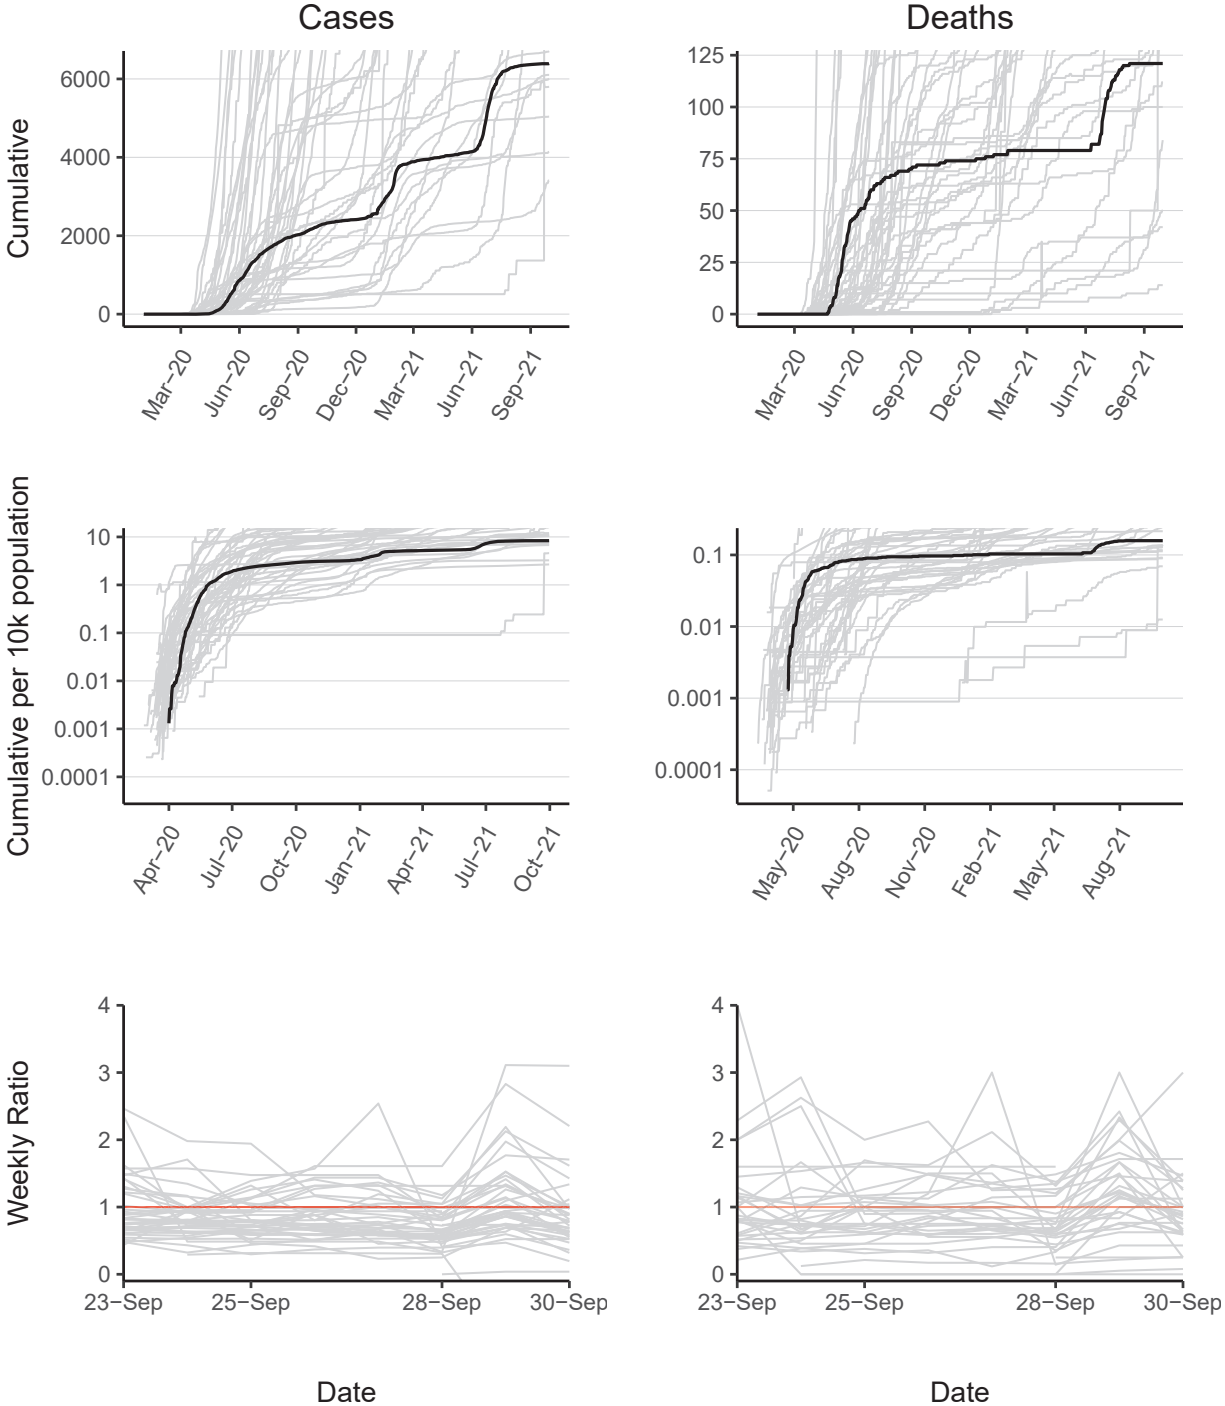 Cases
Deaths
Cumulative
6000
4000
2000
0
Mar−20
Jun−20
Sep−20
Dec−20
Mar−21
Jun−21
Sep−21
125
100
75
50
25
0
Mar−20
Jun−20
Sep−20
Dec−20
Mar−21
Jun−21
Sep−21
Cumulative per 10k population
10
1
0.1
0.01
0.001
0.0001
Apr−20
Jul−20
Oct−20
Jan−21
Apr−21
Jul−21
Oct−21
0.1
0.01
0.001
0.0001
May−20
Aug−20
Nov−20
Feb−21
May−21
Aug−21
Weekly Ratio
4
3
2
1
0
23−Sep
25−Sep
28−Sep
30−Sep
4
3
2
1
0
23−Sep
25−Sep
28−Sep
30−Sep
Date
Date